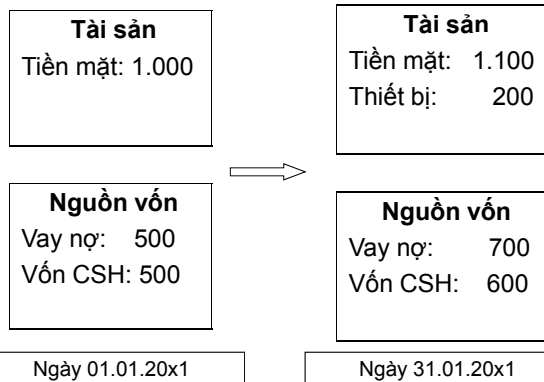 Tài sản
Tiền mặt: 1.000
Nguồn vốn
Vay nợ: 500
Vốn CSH: 500
Ngày 01.01.20x1
Tài sản
Tiền mặt: 1.100
Thiết bị: 200
Nguồn vốn
Vay nợ: 700
Vốn CSH: 600
Ngày 31.01.20x1